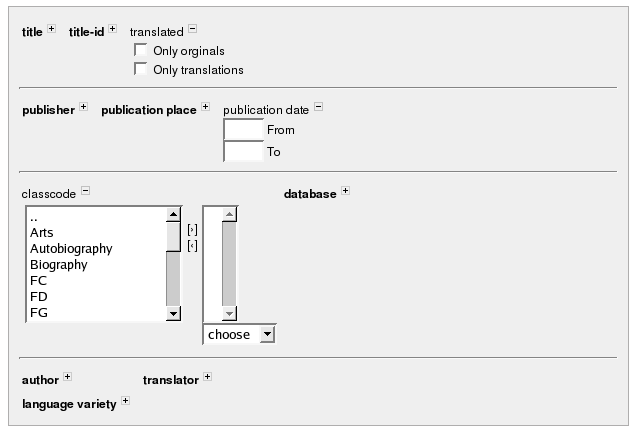 title title-id translated
Only orginals
Only translations
publisher publication place publication date
From
To
classcode database
..
Arts
Autobiography
Biography
FC
FD
FG
[›]
[‹]
choose
author translator
language variety